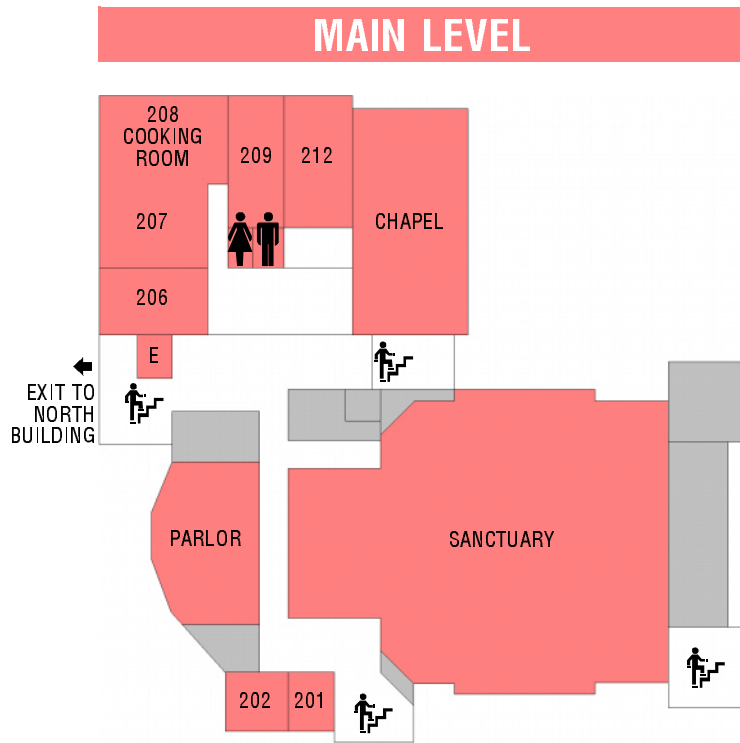 MAIN LEVEL
208
COOKING
ROOM
209
212
207
CHAPEL
206
E
EXIT TO
NORTH
BUILDING
PARLOR
SANCTUARY
202
201